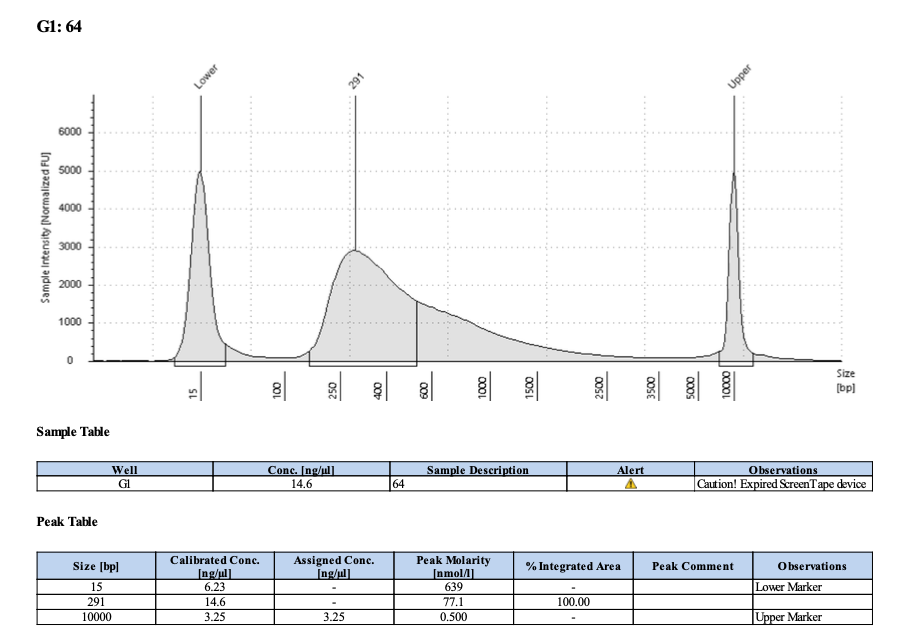 G1: 64
Lower
291
Upper
Sample Intensity [Normalized FU]
6000
5000
4000
3000
2000
1000
0
15
100
250
400
600
1000
1500
2500
3500
5000
10000
Size
[bp]
Sample Table
Well Conc. [ng/µl] Sample Description Alert Observations
G1 14.6 64 Caution! Expired ScreenTape device
Peak Table
Size [bp] Calibrated Conc. [ng/µl] Assigned Conc. [ng/µl] Peak Molarity [nmol/l] % Integrated Area Peak Comment Observations
15 6.23 - 639 - Lower Marker
291 14.6 - 77.1 100.00
10000 3.25 3.25 0.500 - Upper Marker